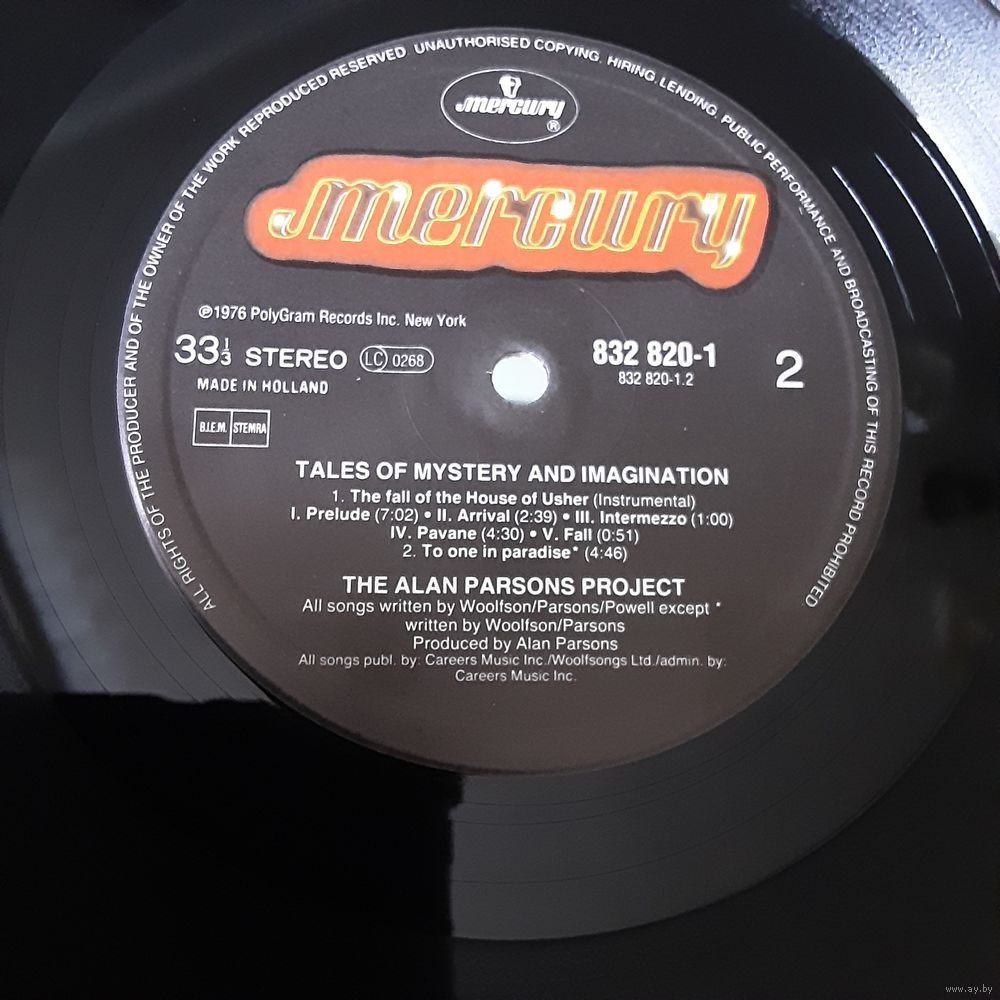 ALL RIGHTS OF THE PRODUCER AND OF THE OWNER OF THE WORK REPRODUCED RESERVED UNAUTHORISED COPYING. HIRING. LENDING. PUBLIC PERFORMANCE AND BROADCASTING OF THIS RECORD PROHIBITED
mercury ®
mercury
℗1976 PolyGram Records Inc. New York
33⅓ STEREO LC 0268
832 820-1
832 820-1.2
2
MADE IN HOLLAND
B.I.E.M. STEMRA
TALES OF MYSTERY AND IMAGINATION
1. The fall of the House of Usher (Instrumental)
I. Prelude (7:02) • II. Arrival (2:39) • III. Intermezzo (1:00)
IV. Pavane (4:30) • V. Fall (0:51)
2. To one in paradise* (4:46)
THE ALAN PARSONS PROJECT
All songs written by Woolfson/Parsons/Powell except *
written by Woolfson/Parsons
Produced by Alan Parsons
All songs publ. by: Careers Music Inc./Woolfsongs Ltd./admin. by:
Careers Music Inc.
www.ay.by